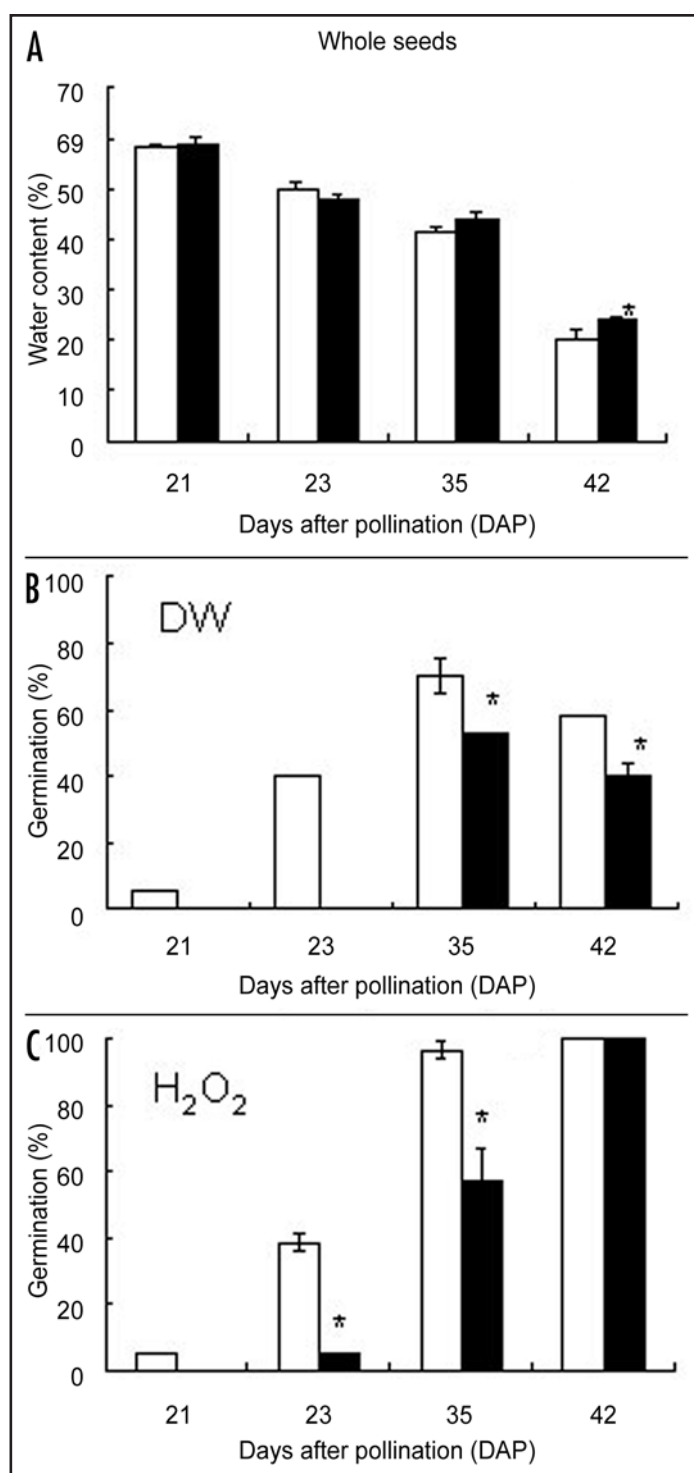 A
Whole seeds
Water content (%)
70
69
50
40
30
20
10
0
*
21 23 35 42
Days after pollination (DAP)
B
DW
Germination (%)
100
80
60
40
20
0
* *
21 23 35 42
Days after pollination (DAP)
C
H₂O₂
Germination (%)
100
80
60
40
20
0
* *
21 23 35 42
Days after pollination (DAP)